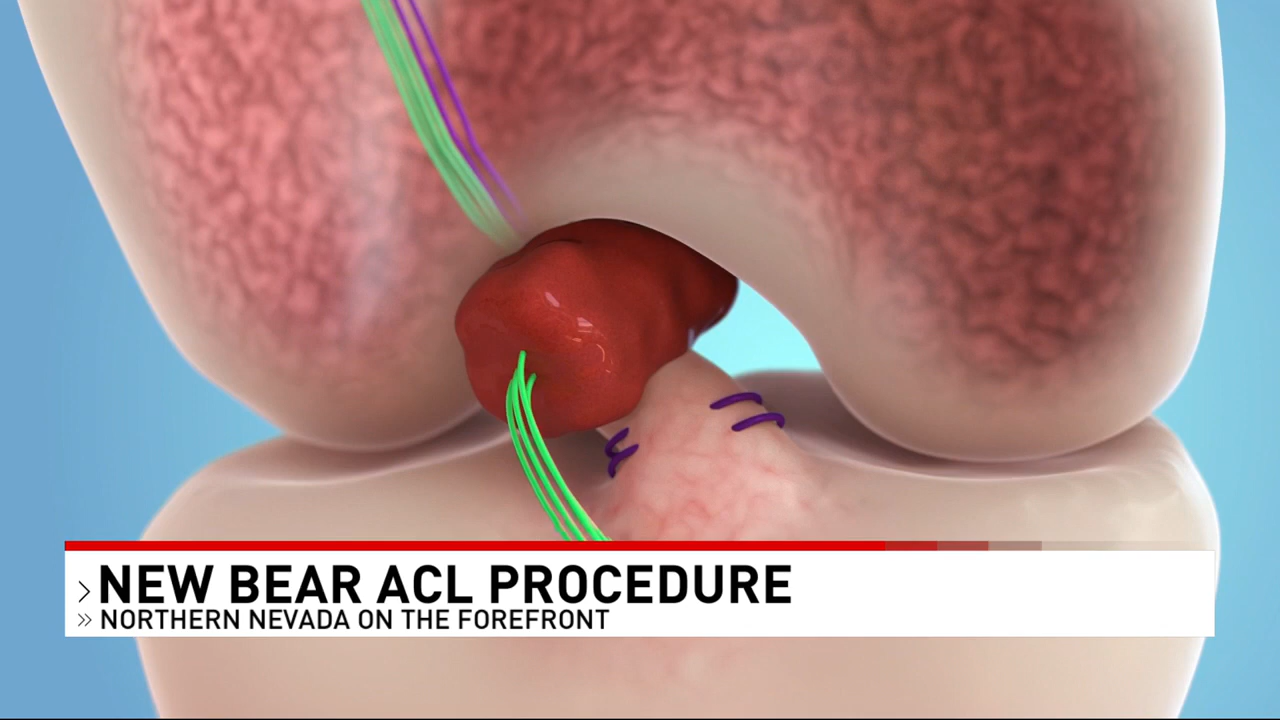 > NEW BEAR ACL PROCEDURE
» NORTHERN NEVADA ON THE FOREFRONT